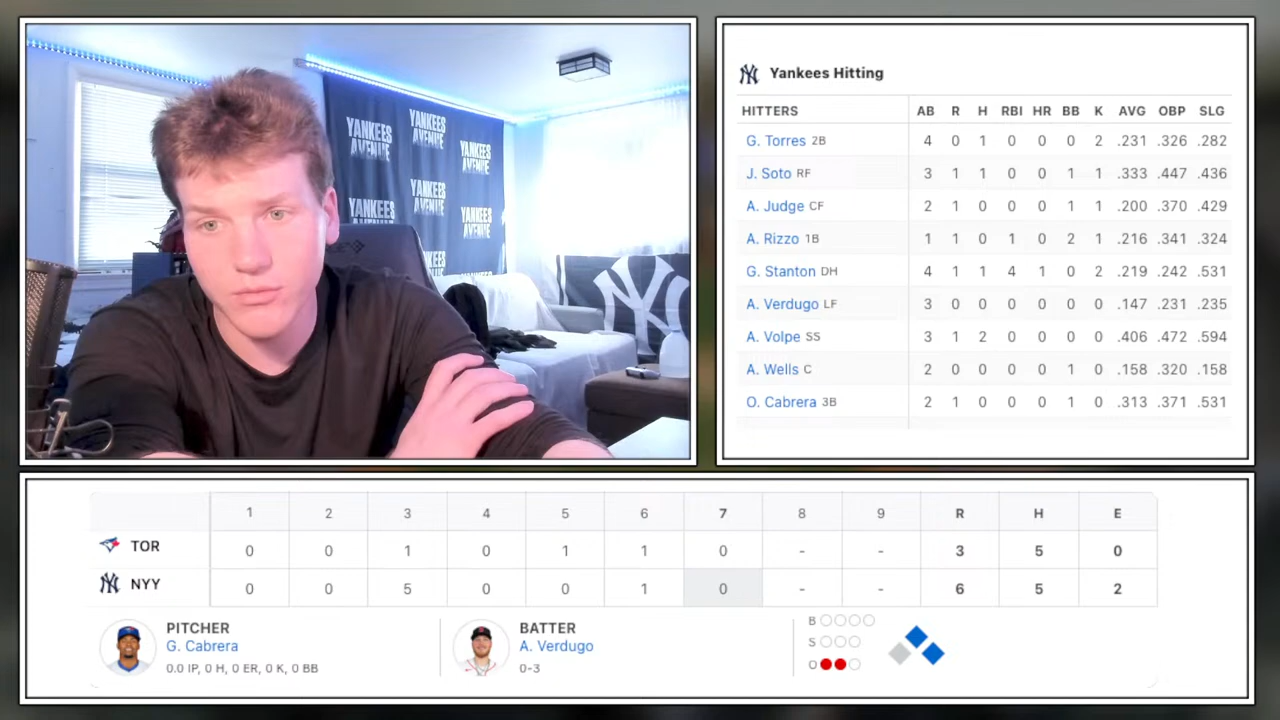 YANKEES AVENUE
YANKEES AVENUE
YANKEES AVENUE
YANKEES AVENUE
YANKEES
YANKEES AVENUE
Yankees Hitting
HITTERS AB R H RBI HR BB K AVG OBP SLG
G. Torres 2B 4 0 1 0 0 0 2 .231 .326 .282
J. Soto RF 3 1 1 0 0 1 1 .333 .447 .436
A. Judge CF 2 1 0 0 0 1 1 .200 .370 .429
A. Rizzo 1B 1 1 0 1 0 2 1 .216 .341 .324
G. Stanton DH 4 1 1 4 1 0 2 .219 .242 .531
A. Verdugo LF 3 0 0 0 0 0 0 .147 .231 .235
A. Volpe SS 3 1 2 0 0 0 0 .406 .472 .594
A. Wells C 2 0 0 0 0 1 0 .158 .320 .158
O. Cabrera 3B 2 1 0 0 0 1 0 .313 .371 .531
1 2 3 4 5 6 7 8 9 R H E
TOR 0 0 1 0 1 1 0 - - 3 5 0
NYY 0 0 5 0 0 1 0 - - 6 5 2
PITCHER
G. Cabrera
0.0 IP, 0 H, 0 ER, 0 K, 0 BB
BATTER
A. Verdugo
0-3
B
S
O